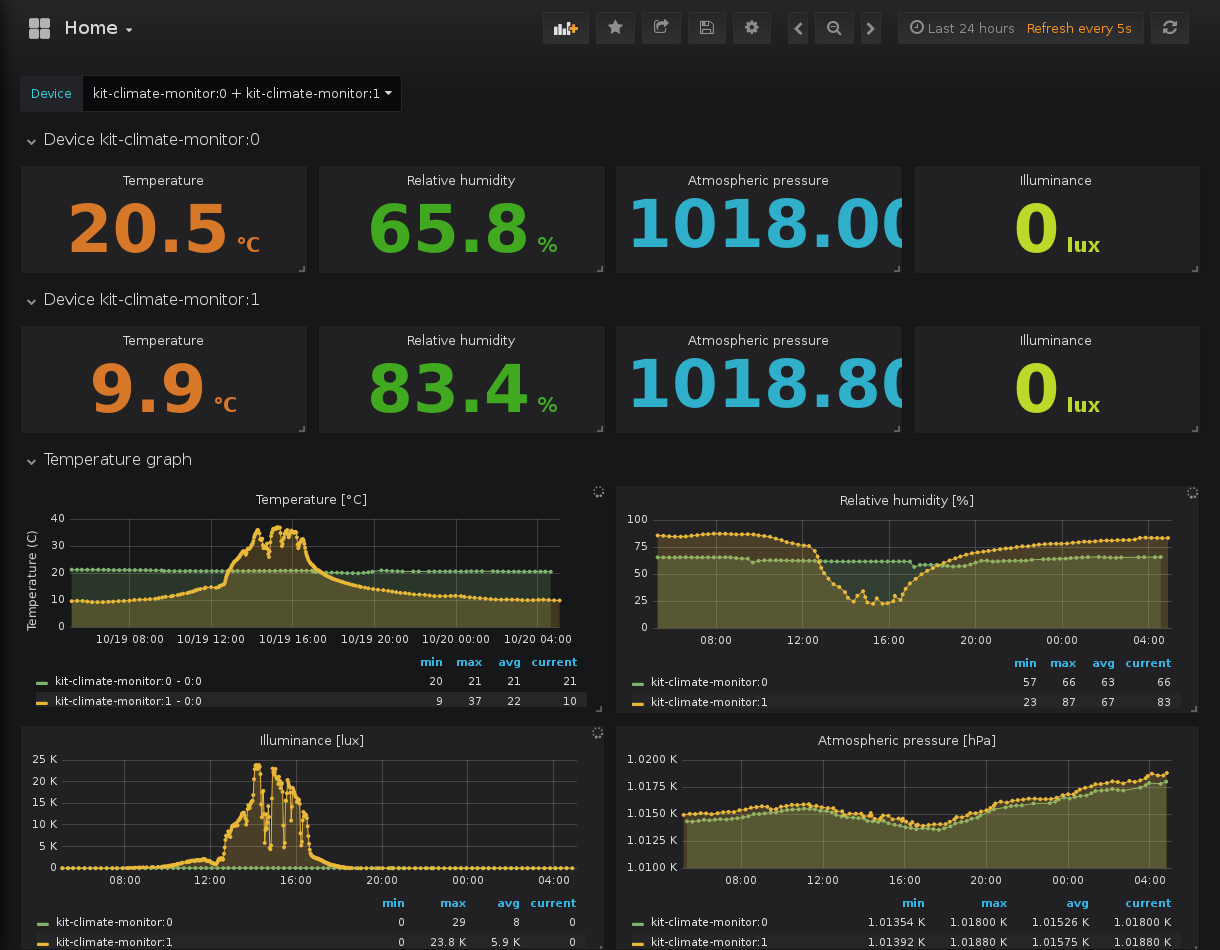 Home
Last 24 hours Refresh every 5s
Device kit-climate-monitor:0 + kit-climate-monitor:1
Device kit-climate-monitor:0
Temperature Relative humidity Atmospheric pressure Illuminance
20.5 °C 65.8 % 1018.00 0 lux
Device kit-climate-monitor:1
Temperature Relative humidity Atmospheric pressure Illuminance
9.9 °C 83.4 % 1018.80 0 lux
Temperature graph
Temperature [°C]
Temperature (C)
40
30
20
10
0
10/19 08:00 10/19 12:00 10/19 16:00 10/19 20:00 10/20 00:00 10/20 04:00
min max avg current
kit-climate-monitor:0 - 0:0 20 21 21 21
kit-climate-monitor:1 - 0:0 9 37 22 10
Relative humidity [%]
100
75
50
25
0
08:00 12:00 16:00 20:00 00:00 04:00
min max avg current
kit-climate-monitor:0 57 66 63 66
kit-climate-monitor:1 23 87 67 83
Illuminance [lux]
25 K
20 K
15 K
10 K
5 K
0
08:00 12:00 16:00 20:00 00:00 04:00
min max avg current
kit-climate-monitor:0 0 29 8 0
kit-climate-monitor:1 0 23.8 K 5.9 K 0
Atmospheric pressure [hPa]
1.0200 K
1.0175 K
1.0150 K
1.0125 K
1.0100 K
08:00 12:00 16:00 20:00 00:00 04:00
min max avg current
kit-climate-monitor:0 1.01354 K 1.01800 K 1.01526 K 1.01800 K
kit-climate-monitor:1 1.01392 K 1.01880 K 1.01575 K 1.01880 K